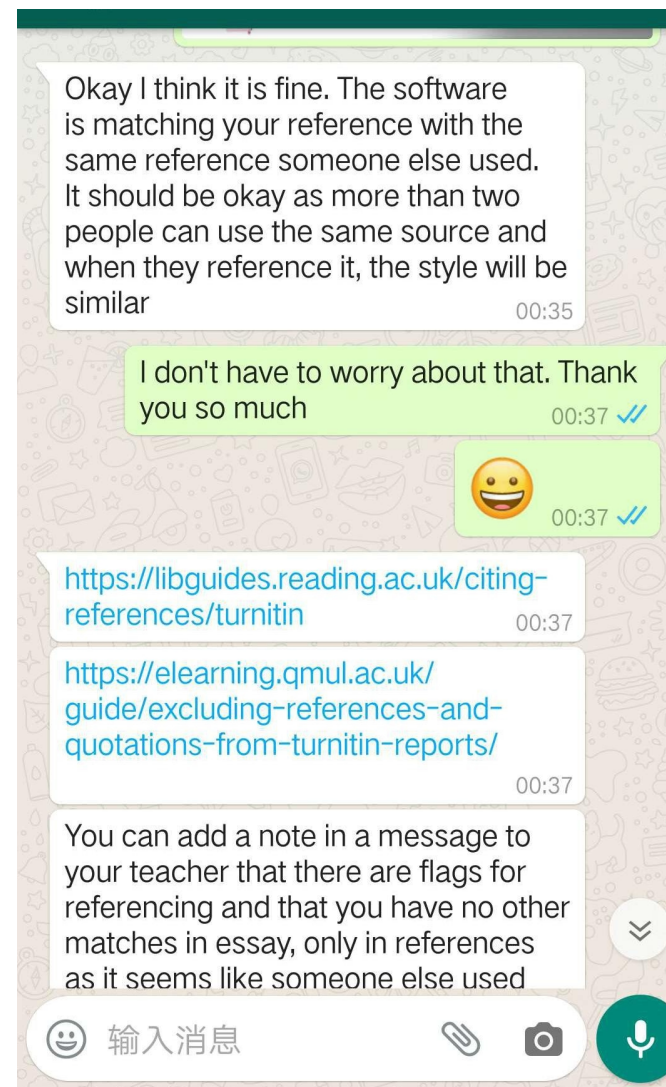 Okay I think it is fine. The software
is matching your reference with the
same reference someone else used.
It should be okay as more than two
people can use the same source and
when they reference it, the style will be
similar
00:35
I don't have to worry about that. Thank
you so much
00:37
00:37
https://libguides.reading.ac.uk/citing-
references/turnitin
00:37
https://elearning.qmul.ac.uk/
guide/excluding-references-and-
quotations-from-turnitin-reports/
00:37
You can add a note in a message to
your teacher that there are flags for
referencing and that you have no other
matches in essay, only in references
as it seems like someone else used
输入消息